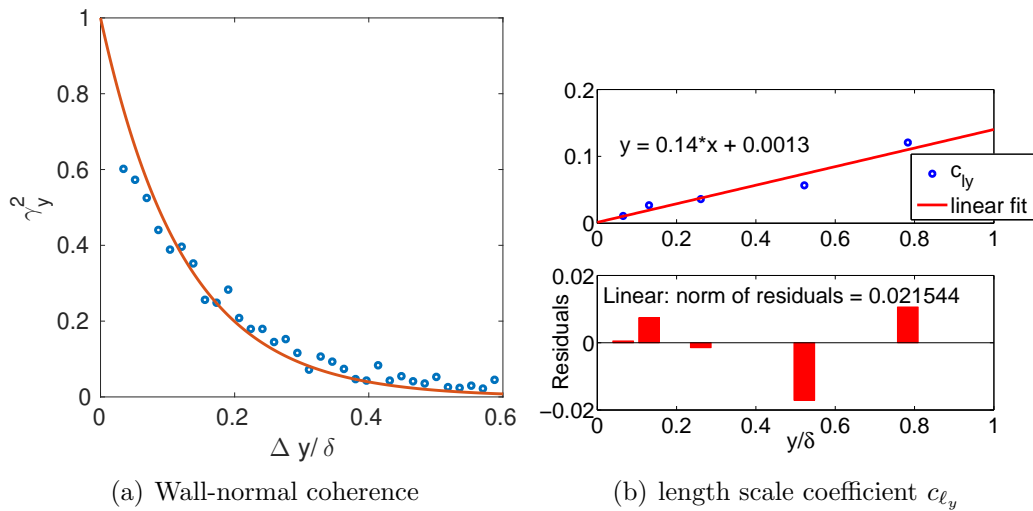 1
0.8
0.6
0.4
0.2
0
γ_y^2
0 0.2 0.4 0.6
Δ y/ δ
(a) Wall-normal coherence
0.2
0.1
0
y = 0.14*x + 0.0013
c_ly
linear fit
0 0.2 0.4 0.6 0.8 1
0.02
0
−0.02
Residuals
Linear: norm of residuals = 0.021544
0 0.2 0.4 0.6 0.8 1
y/δ
(b) length scale coefficient c_ℓ_y